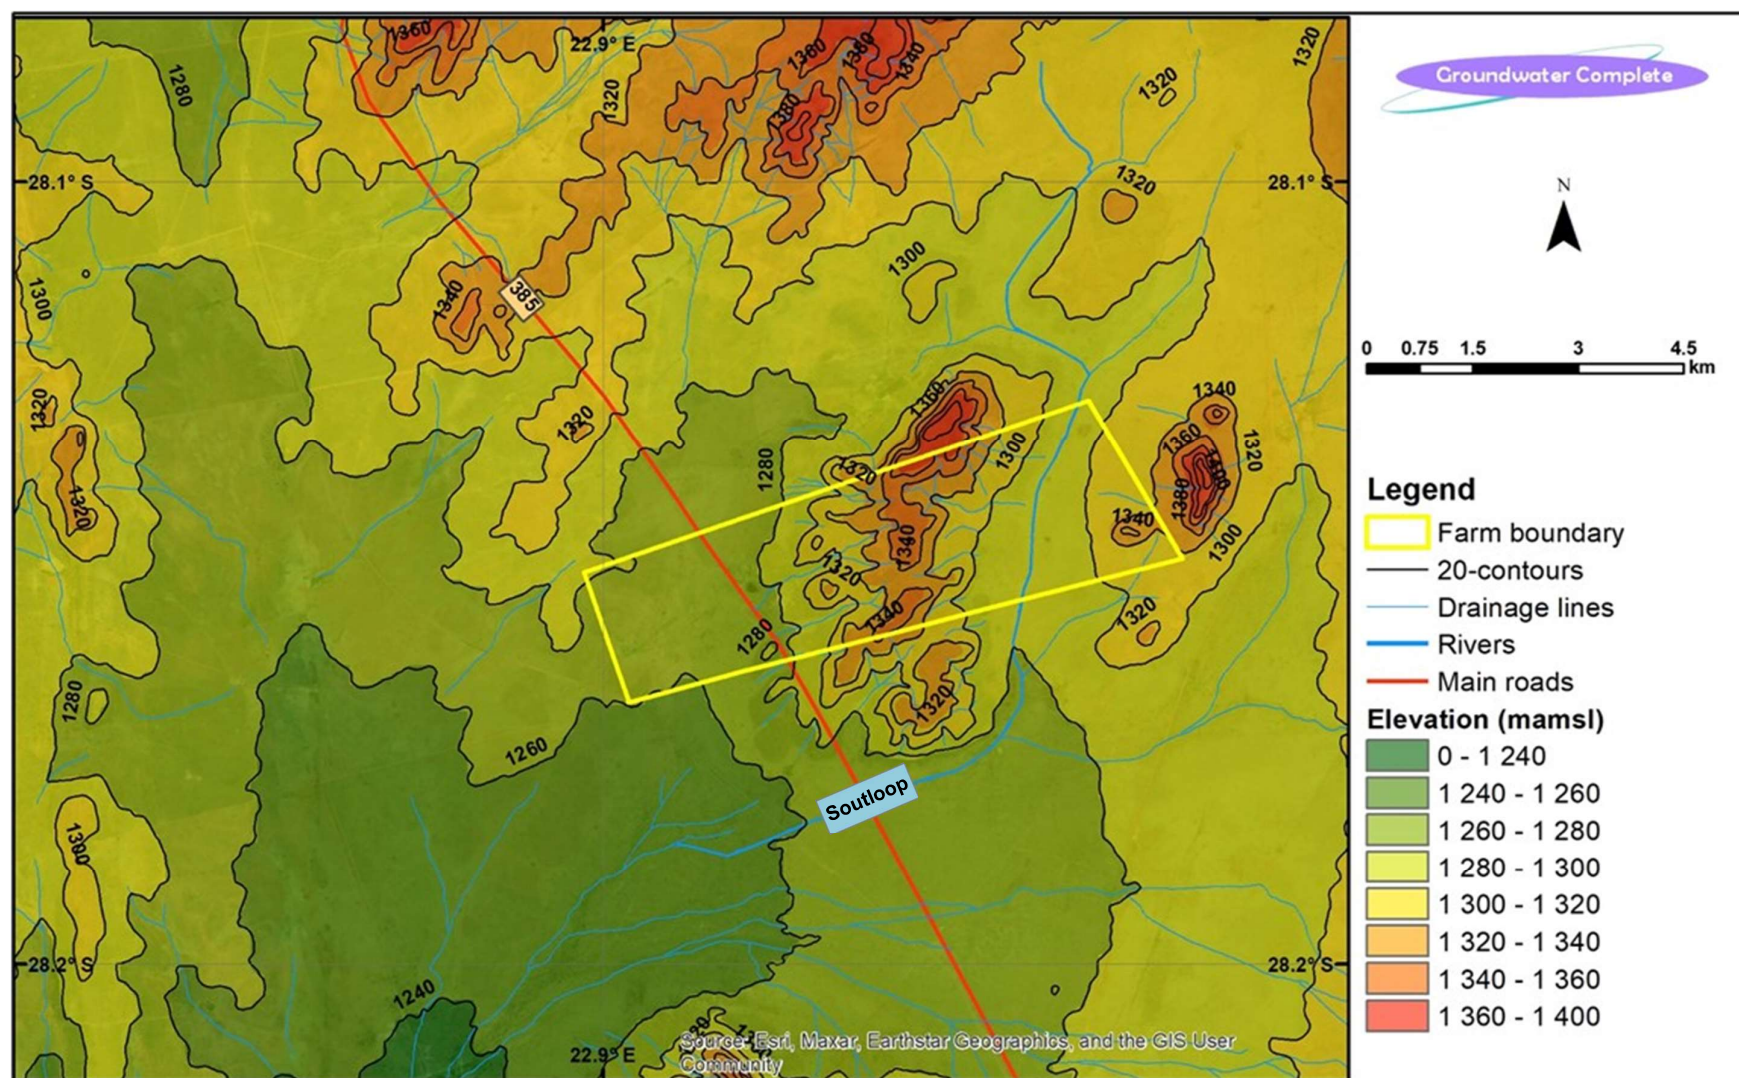 1360
22.9° E
1360
1380
1340
1320
1280
1320
1320
1380
28.1° S
1320
28.1° S
1300
1300
1340
385
1320
1320
1360
1340
1320
1300
1280
1320
1360
1320
1400
1380
1340
1340
1300
1320
1320
1340
1280
1320
1280
1320
1260
Soutloop
1300
28.2° S
28.2° S
1240
22.9° E
Source: Esri, Maxar, Earthstar Geographics, and the GIS User
Community
Groundwater Complete
N
0 0.75 1.5 3 4.5
km
Legend
Farm boundary
20-contours
Drainage lines
Rivers
Main roads
Elevation (mamsl)
0 - 1 240
1 240 - 1 260
1 260 - 1 280
1 280 - 1 300
1 300 - 1 320
1 320 - 1 340
1 340 - 1 360
1 360 - 1 400